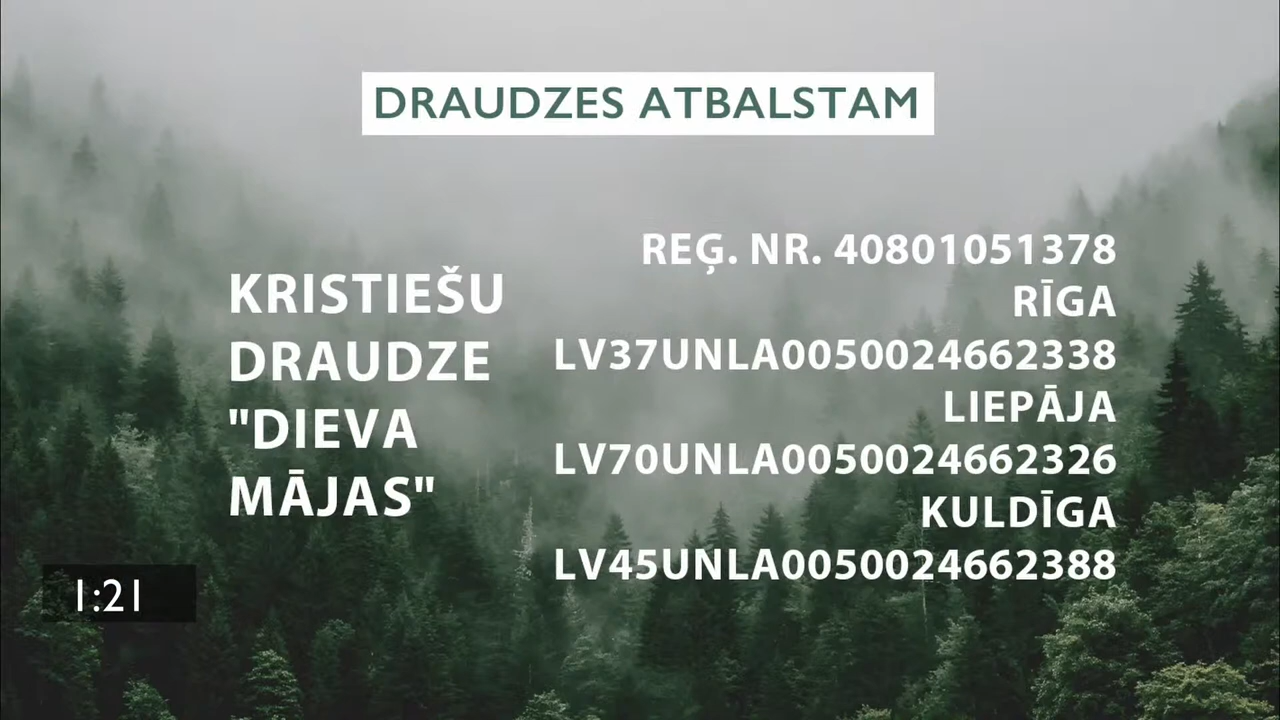 DRAUDZES ATBALSTAM
KRISTIEŠU
DRAUDZE
"DIEVA
MĀJAS"
REĢ. NR. 40801051378
RĪGA
LV37UNLA0050024662338
LIEPĀJA
LV70UNLA0050024662326
KULDĪGA
LV45UNLA0050024662388
1:21